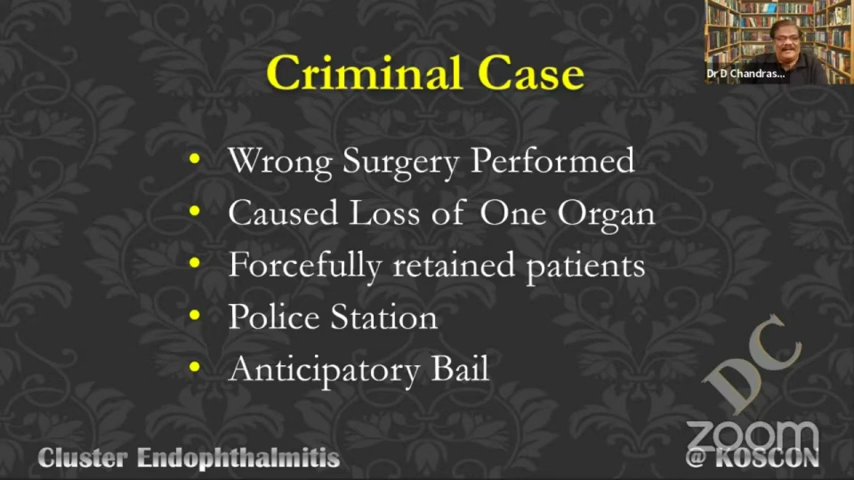 Criminal Case
Dr D Chandras...
• Wrong Surgery Performed
• Caused Loss of One Organ
• Forcefully retained patients
• Police Station
• Anticipatory Bail
DC
zoom
Cluster Endophthalmitis
@ KOSCON